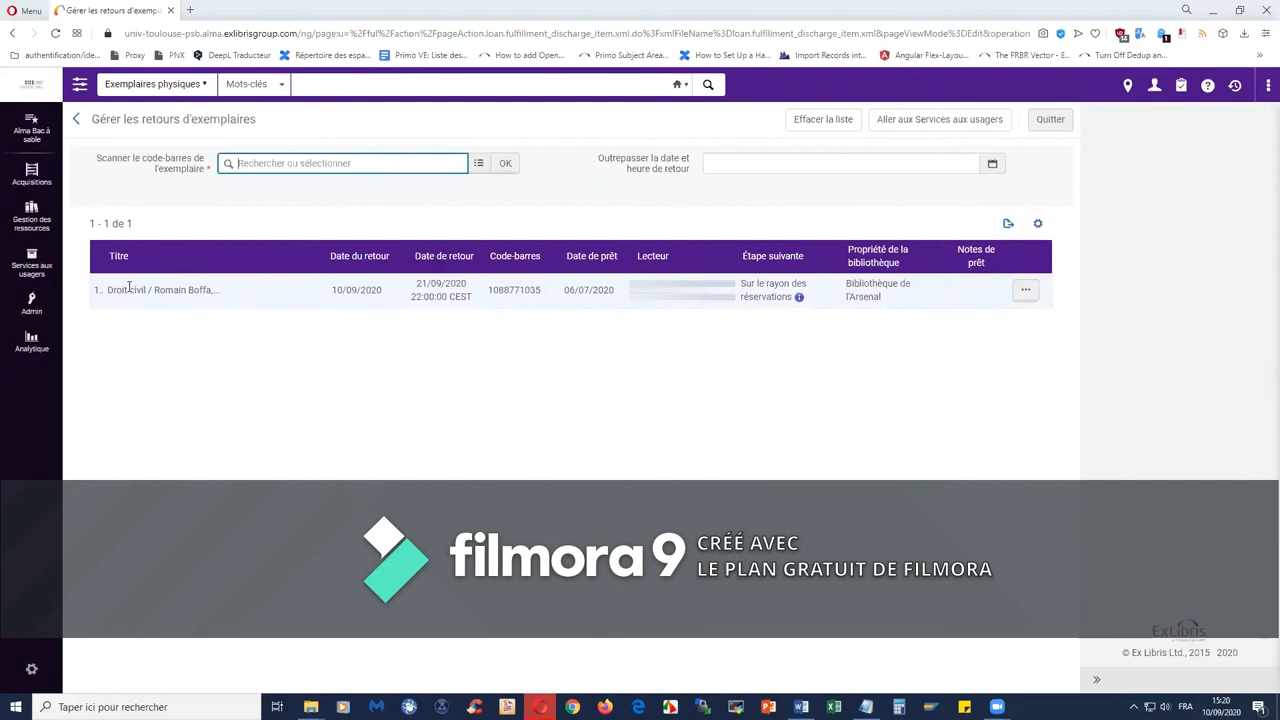 Menu
Gérer les retours d'exemplaire
univ-toulouse-psb.alma.exlibrisgroup.com/ng/page;u=%2Fful%2Faction%2FpageAction.loan.fulfillment_discharge_item.xml.do%3FxmlFileName%3Dloan.fulfillment_discharge_item.xml&pageViewMode%3DEdit&operation
authentification/ide...
Proxy
PNX
DeepL Traducteur
Répertoire des espa...
Primo VE: Liste des...
How to add Open...
Primo Subject Area...
How to Set Up a Ha...
Import Records int...
Angular Flex-Layou...
The FRBR Vector - E...
Turn Off Dedup an...
Exemplaires physiques
Mots-clés
Alma Bac à sable
Acquisitions
Gestion des ressources
Services aux usagers
Admin
Analytique
Gérer les retours d'exemplaires
Effacer la liste
Aller aux Services aux usagers
Quitter
Scanner le code-barres de
l'exemplaire *
Rechercher ou sélectionner
OK
Outrepasser la date et
heure de retour
1 - 1 de 1
Titre
Date du retour
Date de retour
Code-barres
Date de prêt
Lecteur
Étape suivante
Propriété de la bibliothèque
Notes de prêt
1. Droit civil / Romain Boffa,...
10/09/2020
21/09/2020
22:00:00 CEST
1088771035
06/07/2020
Sur le rayon des
réservations
Bibliothèque de
l'Arsenal
filmora 9
CRÉÉ AVEC
LE PLAN GRATUIT DE FILMORA
ExLibris
© Ex Libris Ltd., 2015 2020
Taper ici pour rechercher
FRA
15:20
10/09/2020